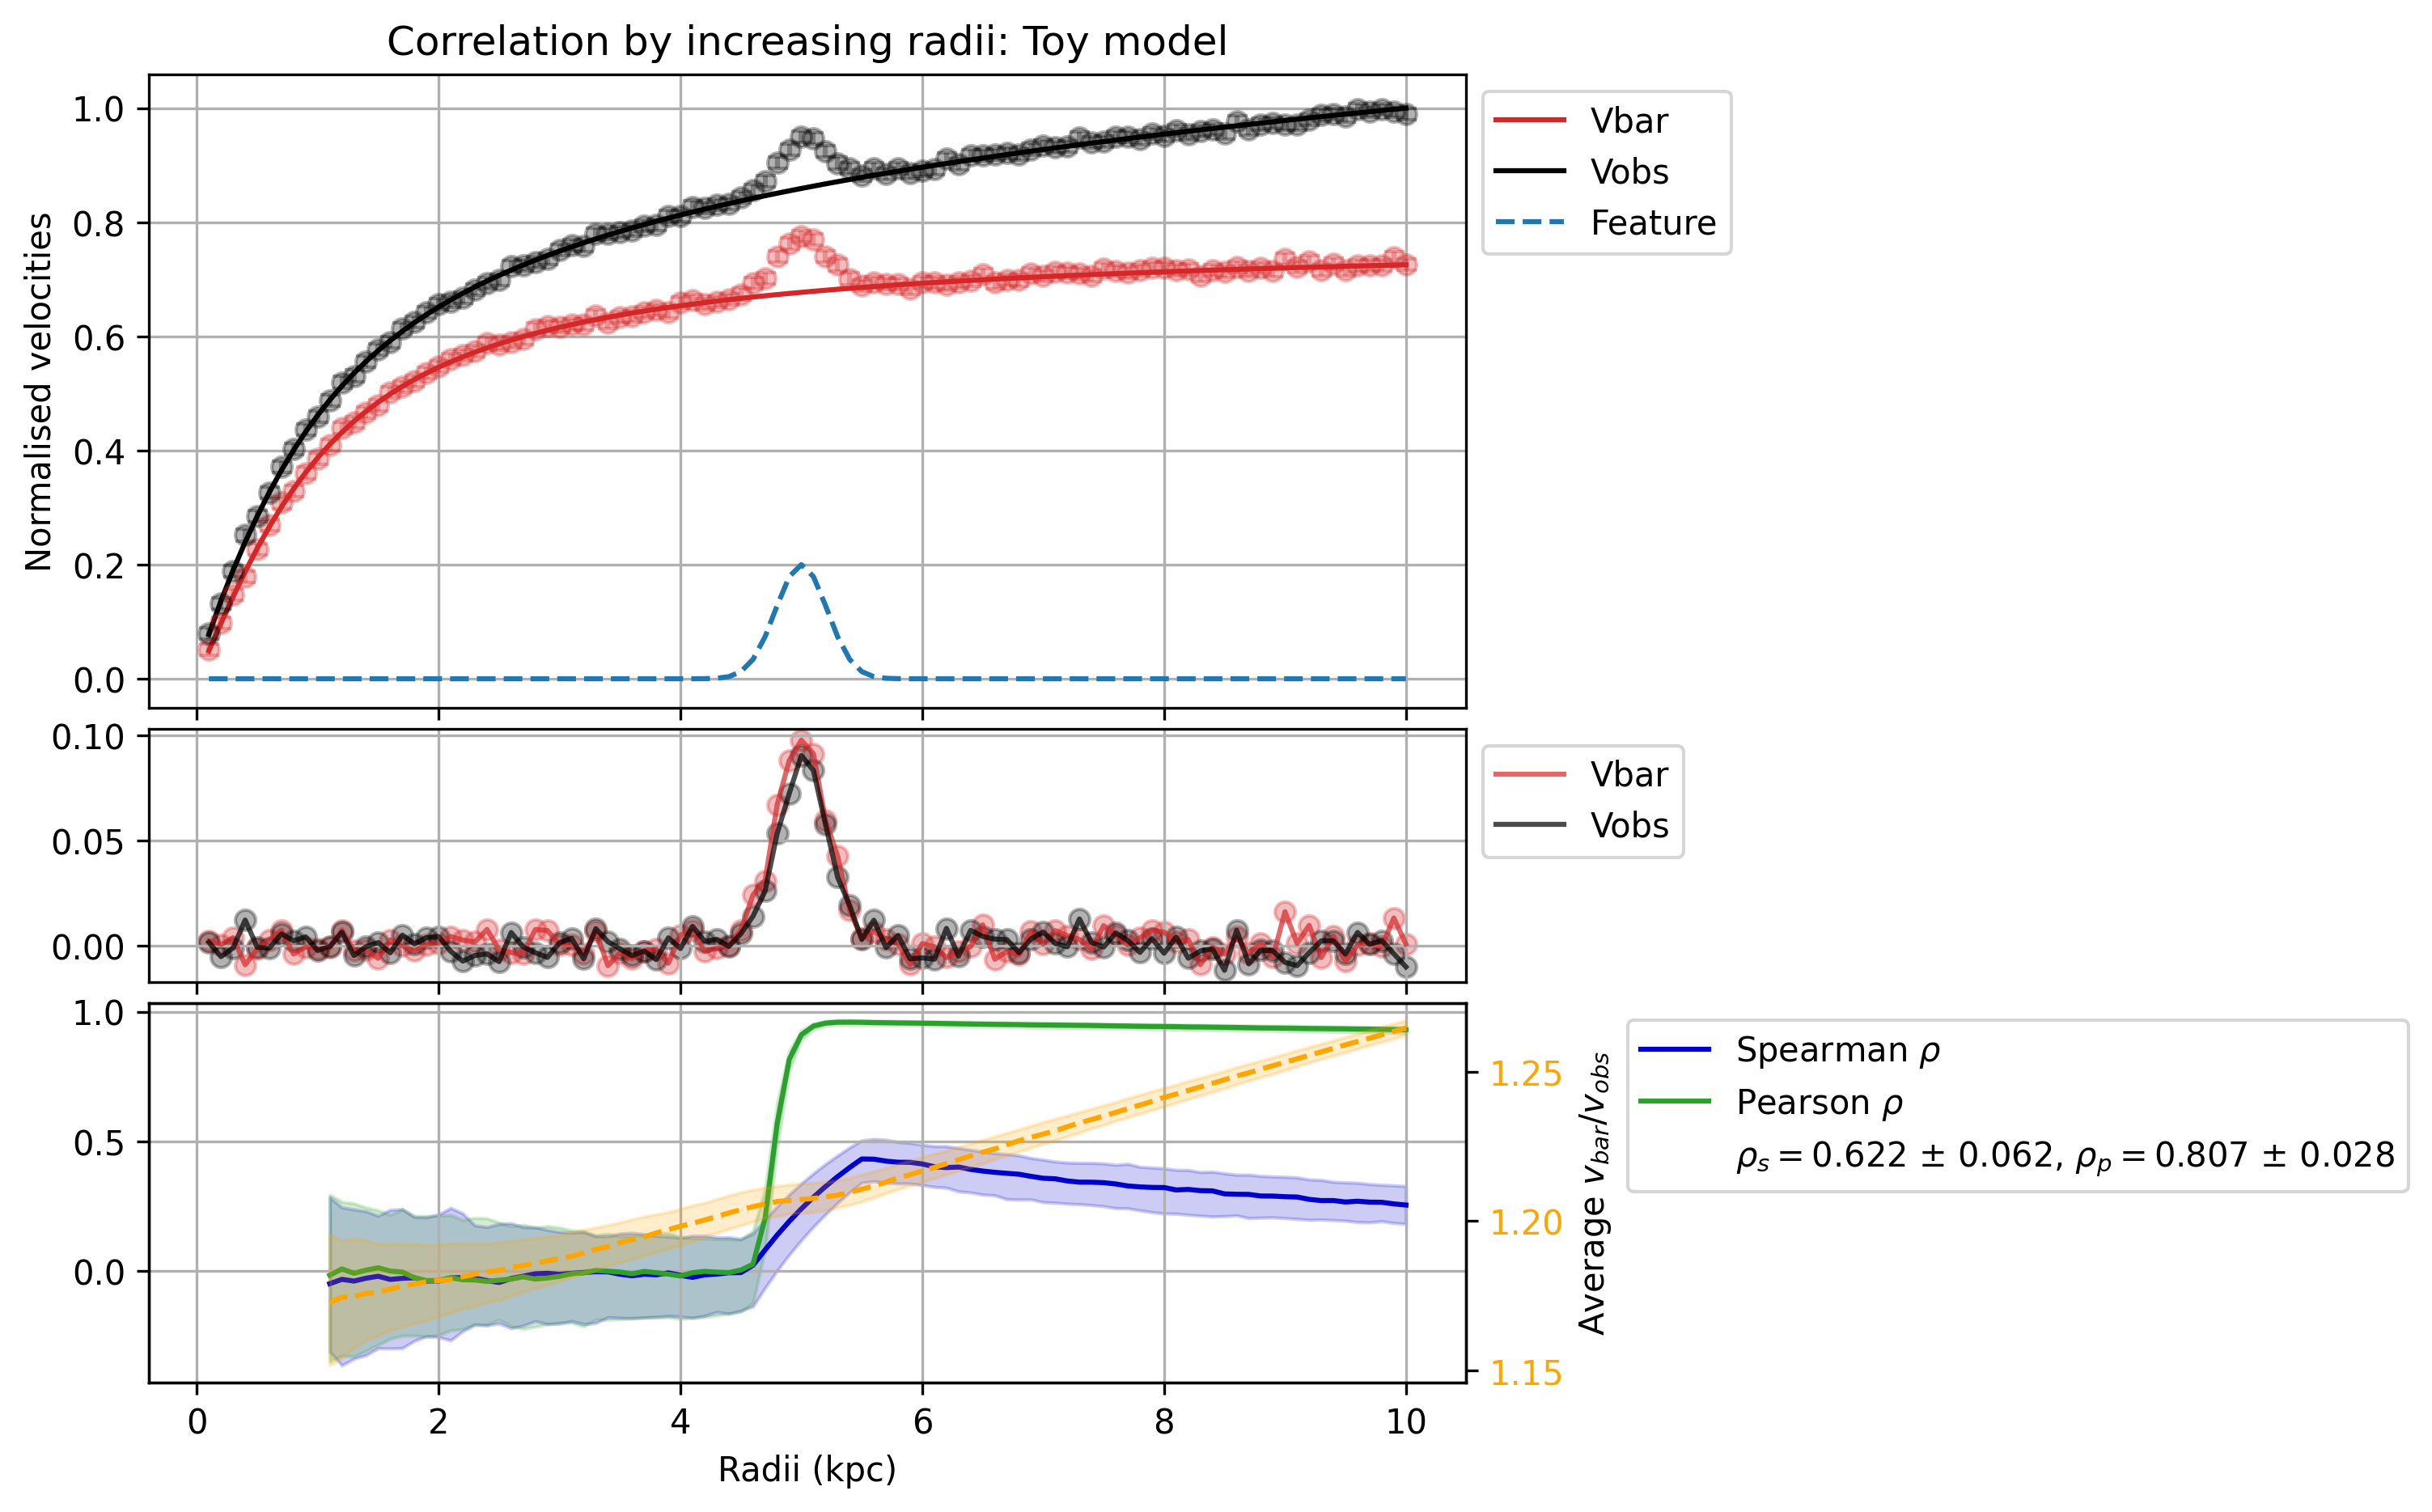 Correlation by increasing radii: Toy model
Normalised velocities
1.0
0.8
0.6
0.4
0.2
0.0
Vbar
Vobs
Feature
0.10
0.05
0.00
Vbar
Vobs
1.0
0.5
0.0
1.25
1.20
1.15
Average v_bar/v_obs
Spearman ρ
Pearson ρ
ρ_s = 0.622 ± 0.062, ρ_p = 0.807 ± 0.028
0 2 4 6 8 10
Radii (kpc)